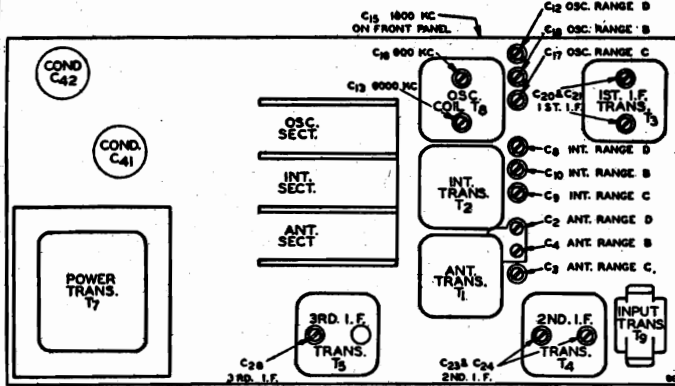 C12 OSC. RANGE D
C15 1800 KC
ON FRONT PANEL
C18 OSC. RANGE B
C17 OSC. RANGE C
C16 600 KC
C13 6000 KC
COND
C42
COND.
C41
OSC.
COIL T8
C20 & C21
1ST. I.F.
1ST. I.F.
TRANS.
T3
OSC.
SECT.
INT.
SECT.
ANT.
SECT
INT.
TRANS.
T2
ANT.
TRANS.
T1
C8 INT. RANGE D
C10 INT. RANGE B
C9 INT. RANGE C
C2 ANT. RANGE D
C4 ANT. RANGE B
C3 ANT. RANGE C.
POWER
TRANS.
T7
3RD. I.F.
TRANS.
T5
C28
3RD. I.F.
2ND. I.F.
TRANS.
T4
C23 & C24
2ND. I.F.
INPUT
TRANS.
T9